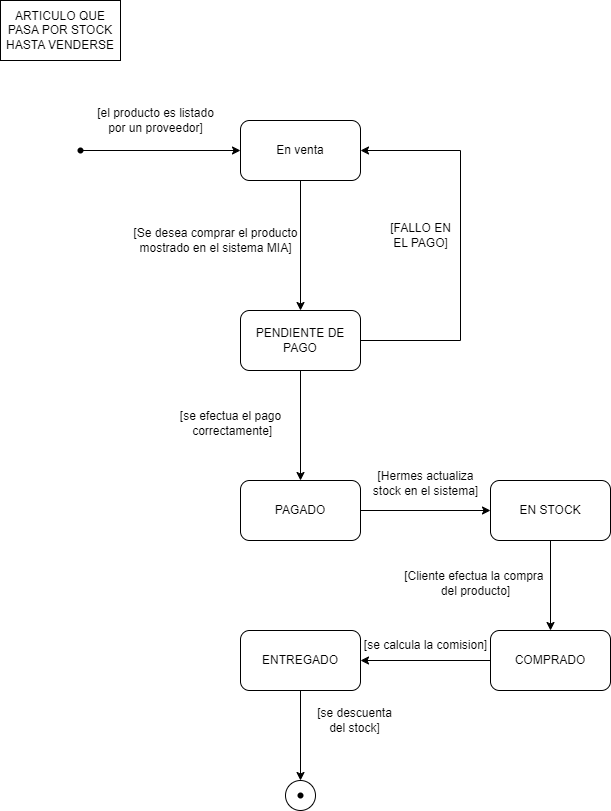 ARTICULO QUE
PASA POR STOCK
HASTA VENDERSE
[el producto es listado
por un proveedor]
En venta
[Se desea comprar el producto
mostrado en el sistema MIA]
[FALLO EN
EL PAGO]
PENDIENTE DE
PAGO
[se efectua el pago
correctamente]
PAGADO
[Hermes actualiza
stock en el sistema]
EN STOCK
[Cliente efectua la compra
del producto]
ENTREGADO
[se calcula la comision]
COMPRADO
[se descuenta
del stock]